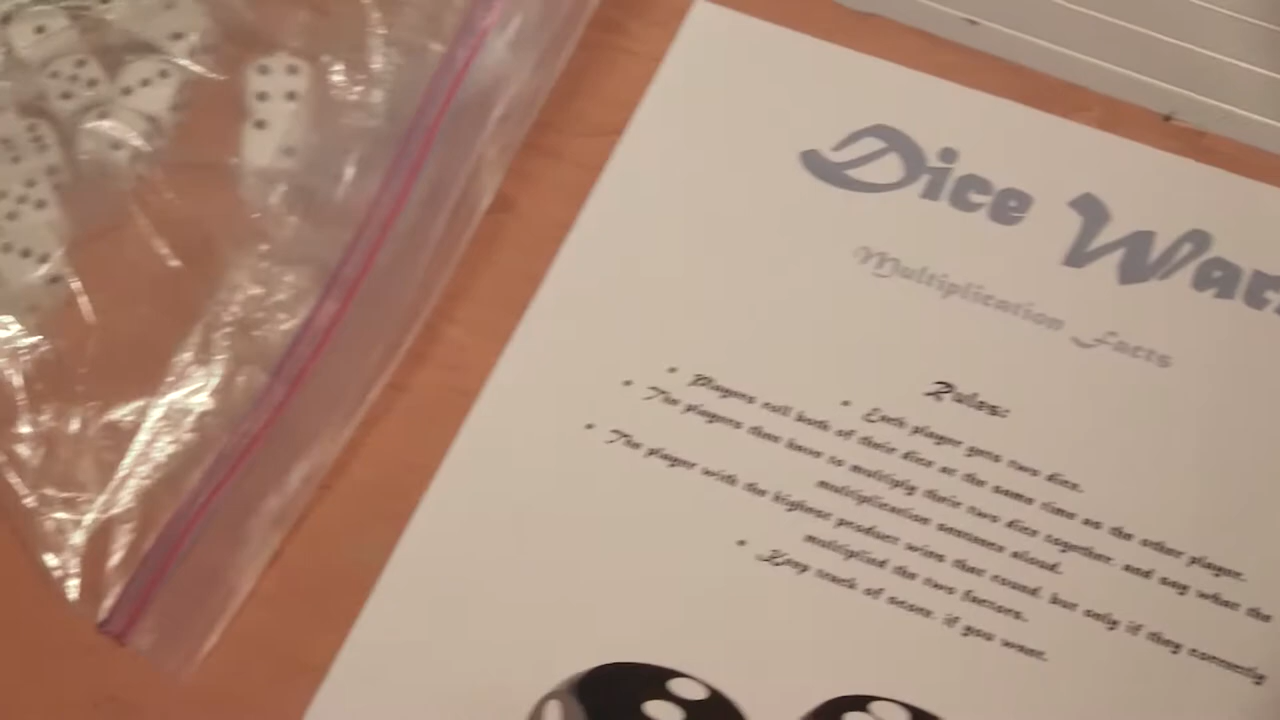 Dice War
Multiplication Facts
Rules:
• Each player gets two dice.
• Players roll both of their dice at the same time as the other player.
• The players then have to multiply their two dice together, and say what the
multiplication sentence aloud.
• The player with the highest product wins that round, but only if they correctly
multiplied the two factors.
• Keep track of score, if you want.